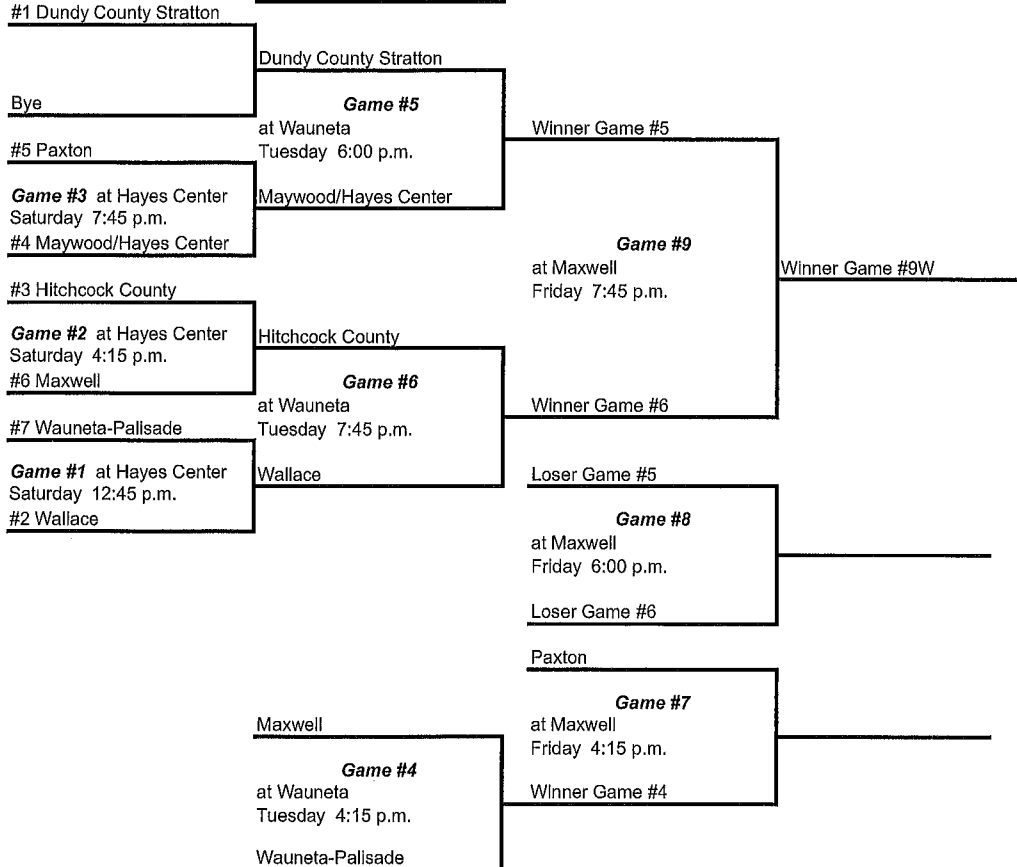 #1 Dundy County Stratton
Dundy County Stratton
Bye
Game #5
at Wauneta
Tuesday 6:00 p.m.
Winner Game #5
#5 Paxton
Game #3 at Hayes Center
Saturday 7:45 p.m.
Maywood/Hayes Center
#4 Maywood/Hayes Center
Game #9
at Maxwell
Friday 7:45 p.m.
Winner Game #9W
#3 Hitchcock County
Game #2 at Hayes Center
Saturday 4:15 p.m.
Hitchcock County
#6 Maxwell
Game #6
at Wauneta
Tuesday 7:45 p.m.
Winner Game #6
#7 Wauneta-Palisade
Game #1 at Hayes Center
Saturday 12:45 p.m.
Wallace
#2 Wallace
Loser Game #5
Game #8
at Maxwell
Friday 6:00 p.m.
Loser Game #6
Paxton
Game #7
at Maxwell
Friday 4:15 p.m.
Maxwell
Game #4
at Wauneta
Tuesday 4:15 p.m.
Winner Game #4
Wauneta-Palisade